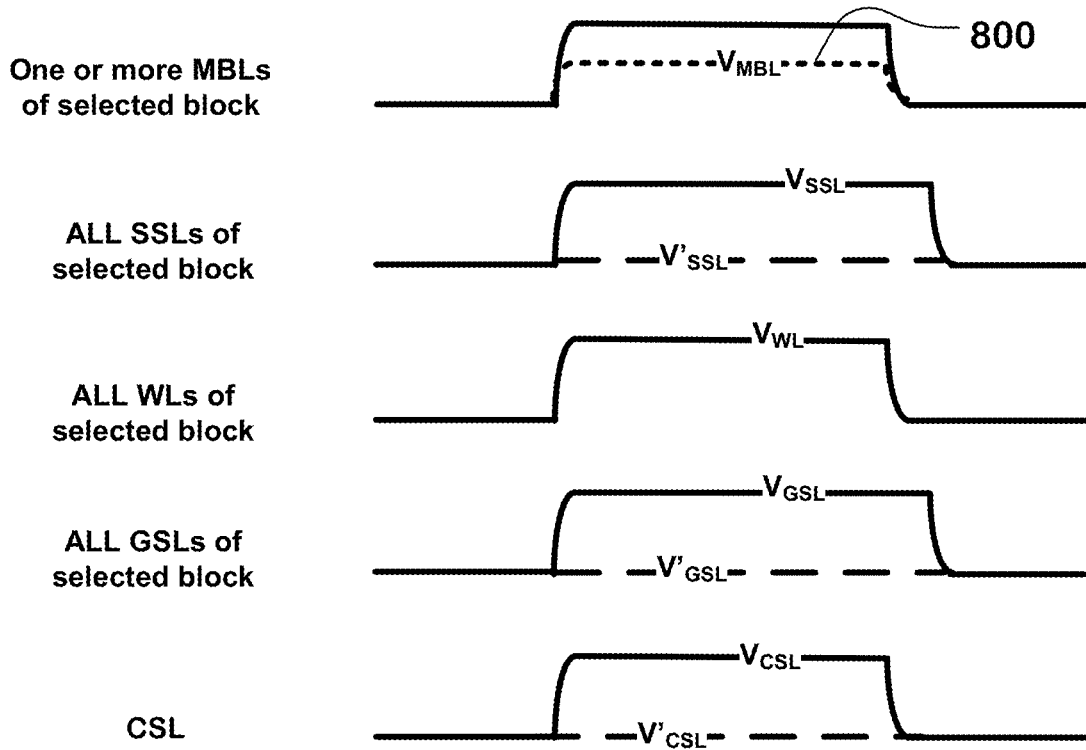 800
One or more MBLs
of selected block
VMBL
VSSL
ALL SSLs of
selected block
V'SSL
VWL
ALL WLs of
selected block
VGSL
ALL GSLs of
selected block
V'GSL
VCSL
CSL
V'CSL